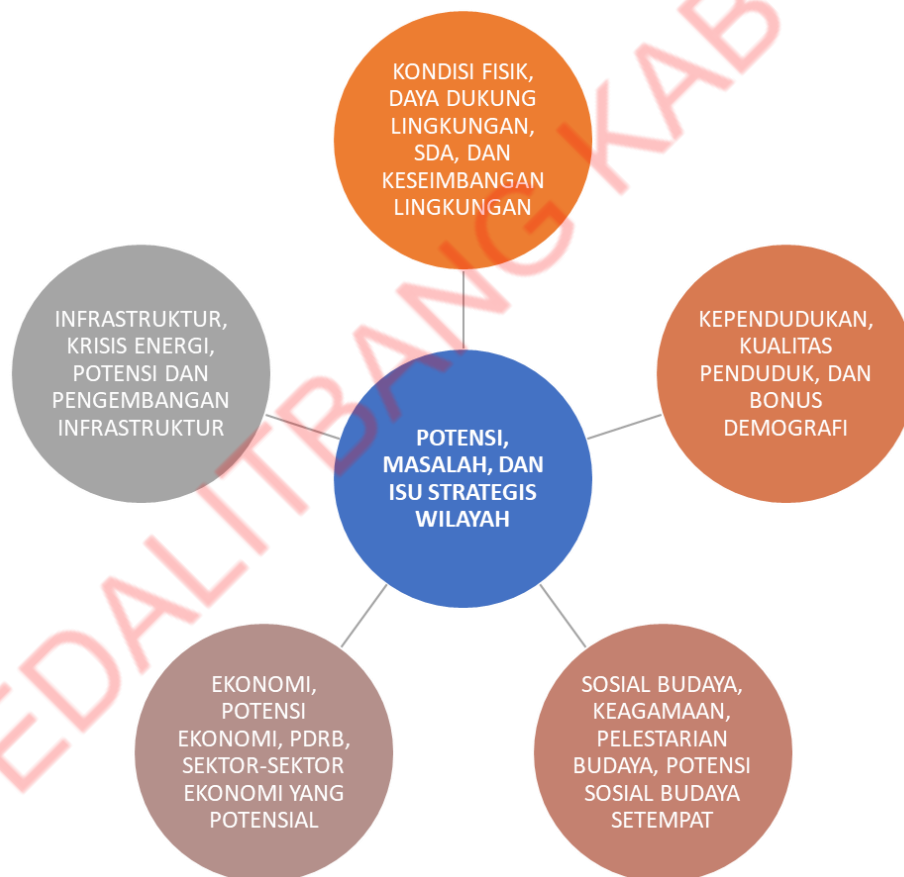 KONDISI FISIK,
DAYA DUKUNG
LINGKUNGAN,
SDA, DAN
KESEIMBANGAN
LINGKUNGAN
KEPENDUDUKAN,
KUALITAS
PENDUDUK, DAN
BONUS
DEMOGRAFI
SOSIAL BUDAYA,
KEAGAMAAN,
PELESTARIAN
BUDAYA, POTENSI
SOSIAL BUDAYA
SETEMPAT
EKONOMI,
POTENSI
EKONOMI, PDRB,
SEKTOR-SEKTOR
EKONOMI YANG
POTENSIAL
INFRASTRUKTUR,
KRISIS ENERGI,
POTENSI DAN
PENGEMBANGAN
INFRASTRUKTUR
POTENSI,
MASALAH, DAN
ISU STRATEGIS
WILAYAH
EDALITBANG KAB